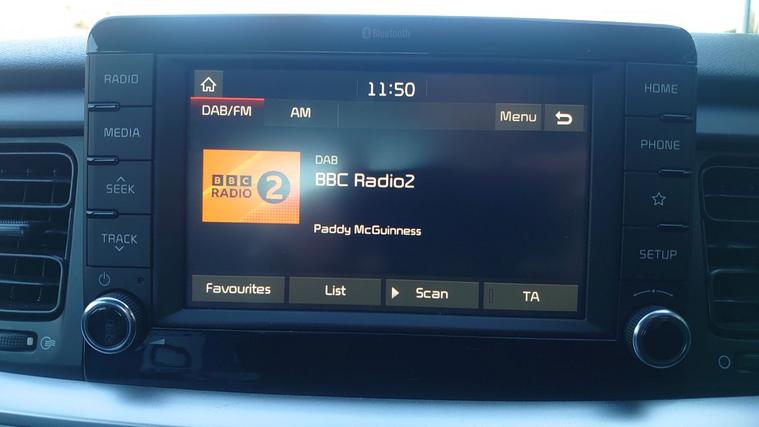 Bluetooth
RADIO
MEDIA
SEEK
TRACK
11:50
DAB/FM AM Menu
BBC
RADIO 2
DAB
BBC Radio2
Paddy McGuinness
Favourites List Scan TA
HOME
PHONE
SETUP